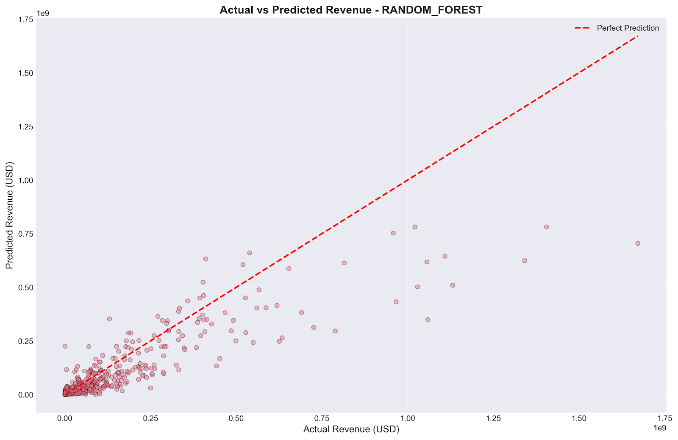 Actual vs Predicted Revenue - RANDOM_FOREST
1e9
1.75
Perfect Prediction
1.50
1.25
1.00
0.75
0.50
0.25
0.00
Predicted Revenue (USD)
0.00 0.25 0.50 0.75 1.00 1.25 1.50 1.75
1e9
Actual Revenue (USD)